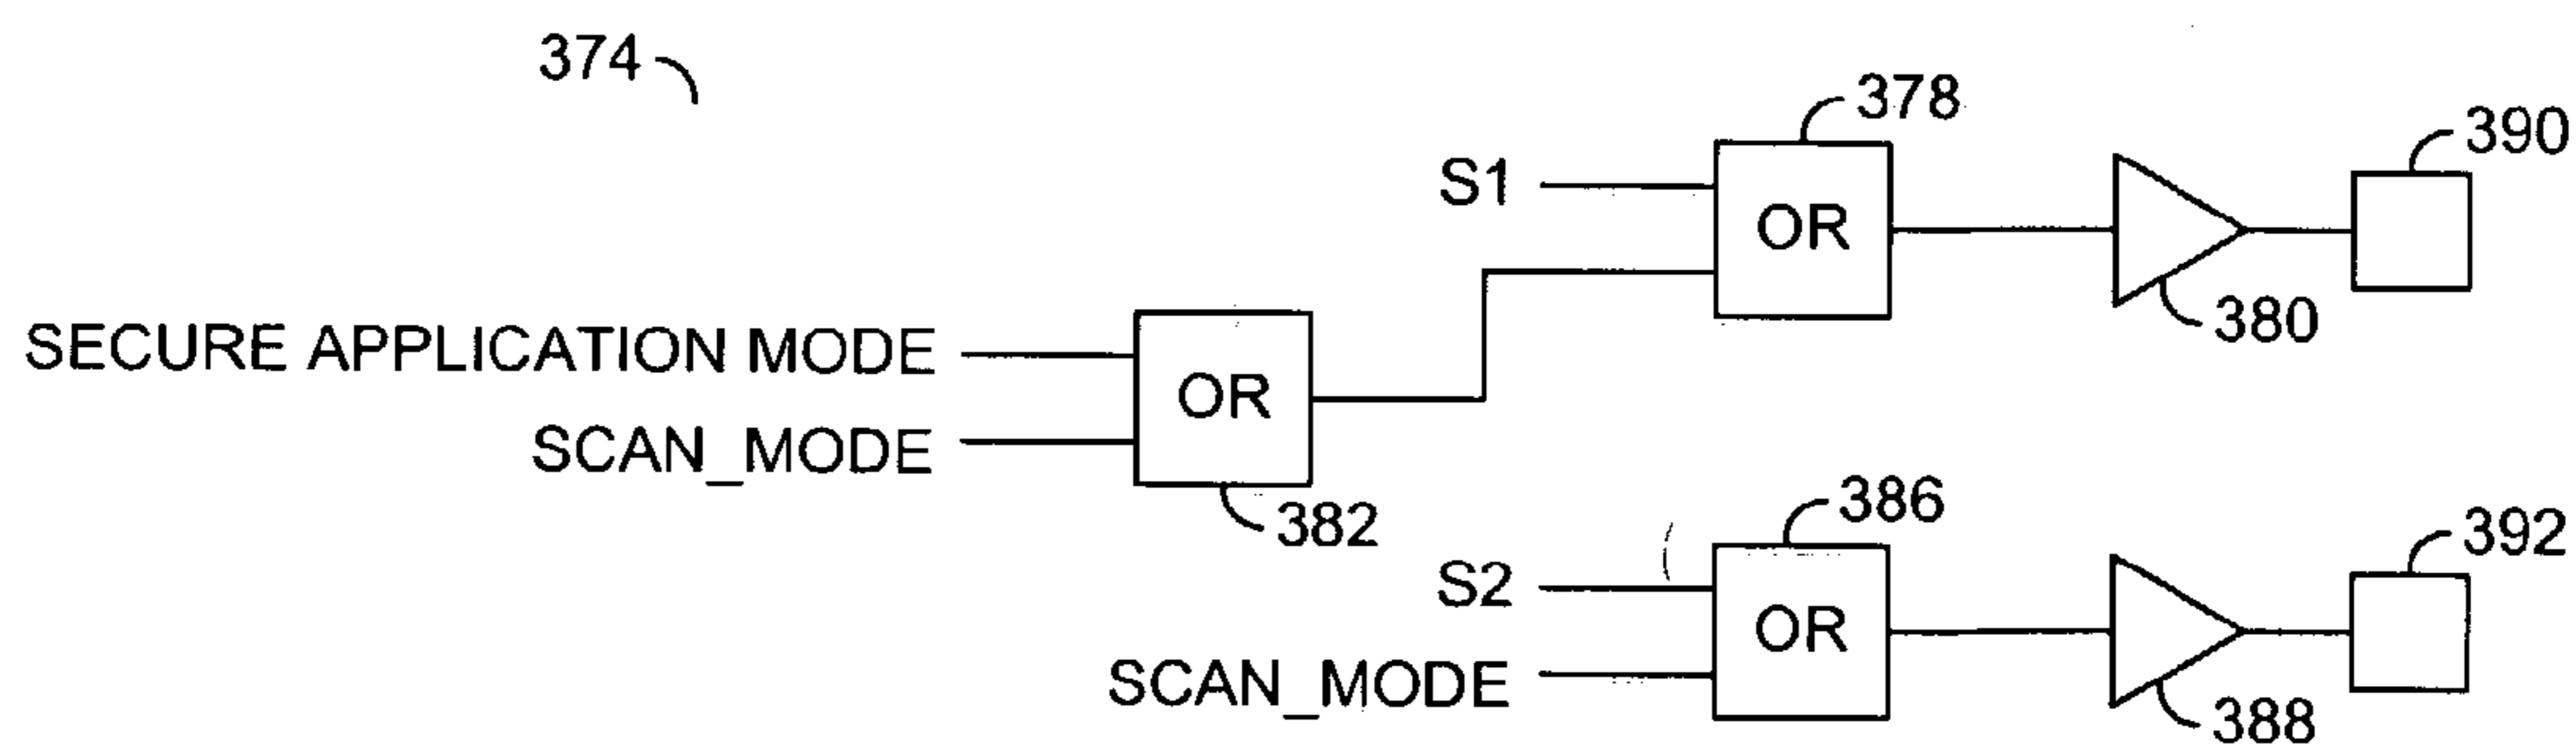 374
378
390
S1
OR
380
SECURE APPLICATION MODE
OR
SCAN_MODE
382
386
392
S2
OR
SCAN_MODE
388